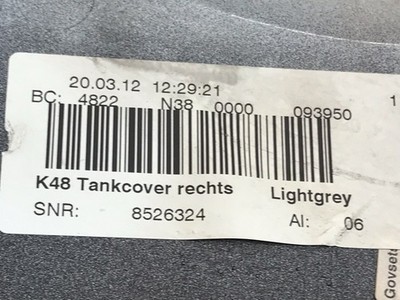 20.03.12 12:29:21
BC: 4822 N38 0000 093950 1
K48 Tankcover rechts Lightgrey
SNR: 8526324 AI: 06